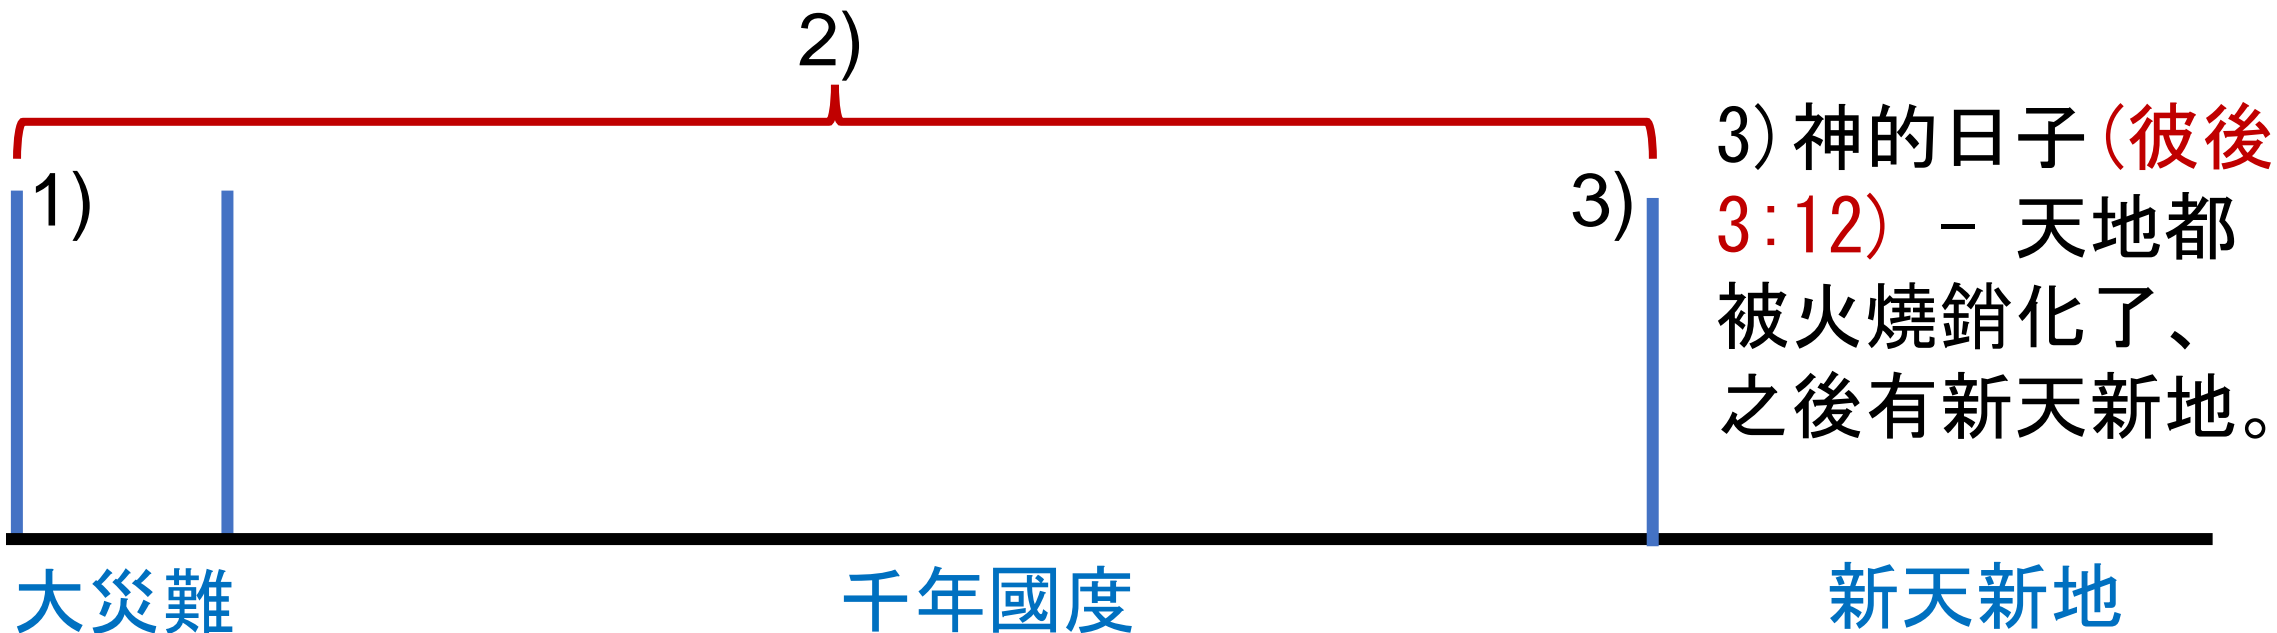 2)
1)
3)
3)神的日子(彼後
3:12) – 天地都
被火燒銷化了、
之後有新天新地。
大災難
千年國度
新天新地